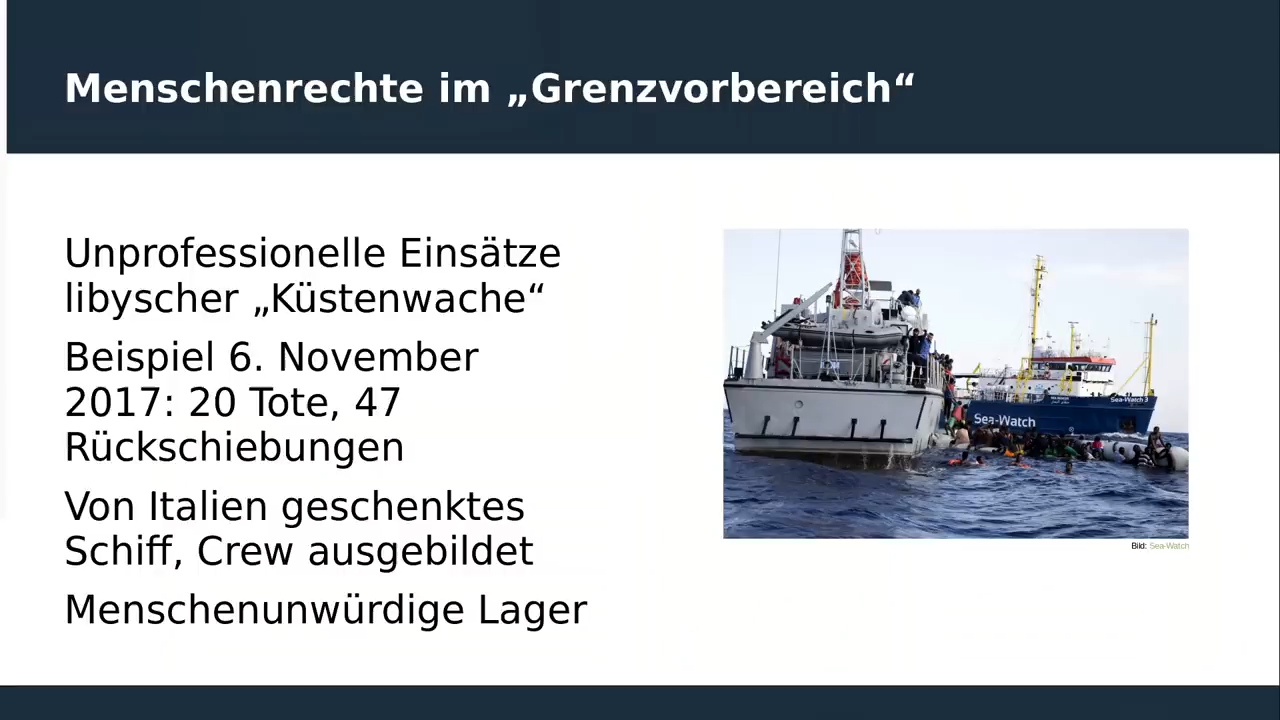 Menschenrechte im „Grenzvorbereich“
Unprofessionelle Einsätze
libyscher „Küstenwache“
Beispiel 6. November
2017: 20 Tote, 47
Rückschiebungen
Von Italien geschenktes
Schiff, Crew ausgebildet
Menschenunwürdige Lager
Sea-Watch 3
Sea-Watch
Bild: Sea-Watch